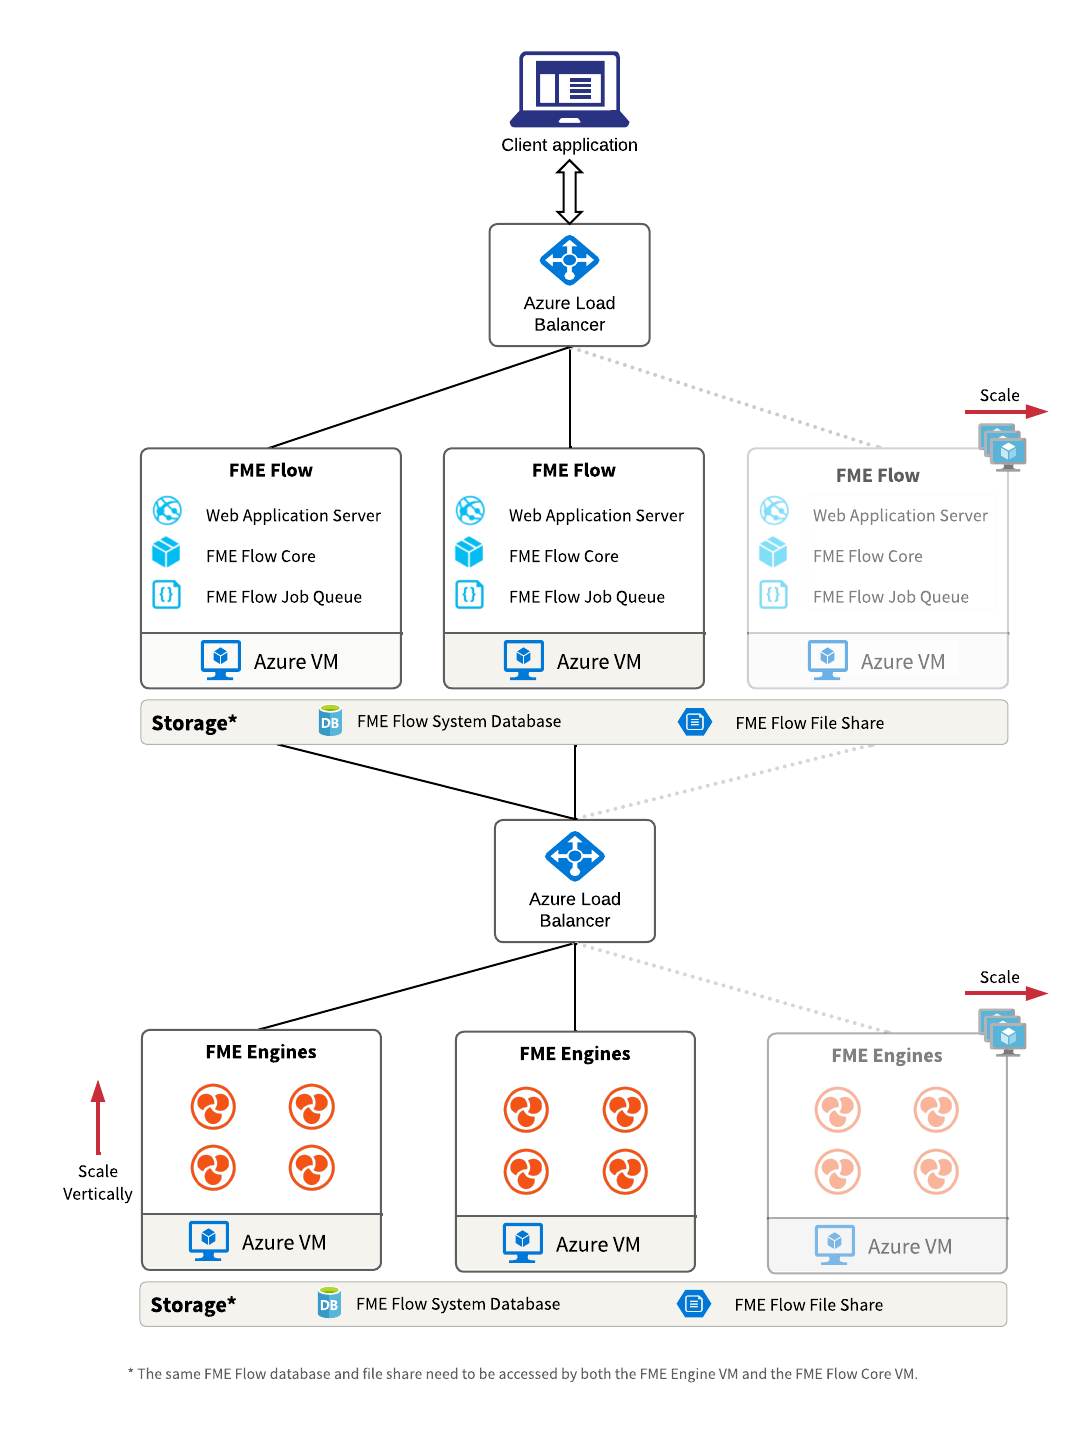 Client application
Azure Load
Balancer
Scale
FME Flow
Web Application Server
FME Flow Core
FME Flow Job Queue
Azure VM
FME Flow
Web Application Server
FME Flow Core
{}
FME Flow Job Queue
Azure VM
FME Flow
Web Application Server
FME Flow Core
{}
FME Flow Job Queue
Azure VM
Storage*
DB
FME Flow System Database
FME Flow File Share
Azure Load
Balancer
Scale
FME Engines
Azure VM
FME Engines
Azure VM
FME Engines
Azure VM
Scale
Vertically
Storage*
DB
FME Flow System Database
FME Flow File Share
* The same FME Flow database and file share need to be accessed by both the FME Engine VM and the FME Flow Core VM.